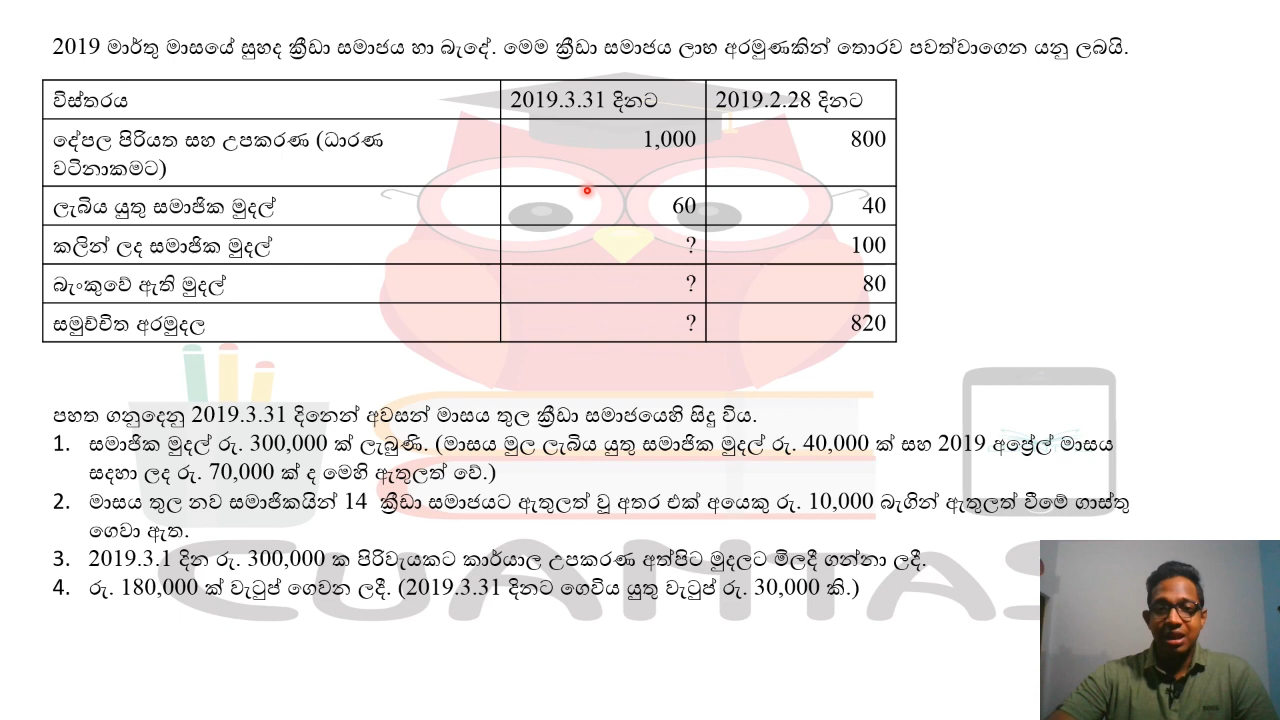 2019 මාර්තු මාසයේ සුහද ක්‍රීඩා සමාජය හා බැදේ. මෙම ක්‍රීඩා සමාජය ලාභ අරමුණකින් තොරව පවත්වාගෙන යනු ලබයි.
විස්තරය 2019.3.31 දිනට 2019.2.28 දිනට
දේපල පිරියත සහ උපකරණ (ධාරණ
වටිනාකමට) 1,000 800
ලැබිය යුතු සමාජික මුදල් 60 40
කලින් ලද සමාජික මුදල් ? 100
බැංකුවේ ඇති මුදල් ? 80
සමුච්චිත අරමුදල ? 820
පහත ගනුදෙනු 2019.3.31 දිනෙන් අවසන් මාසය තුල ක්‍රීඩා සමාජයෙහි සිදු විය.
1. සමාජික මුදල් රු. 300,000 ක් ලැබුණි. (මාසය මුල ලැබිය යුතු සමාජික මුදල් රු. 40,000 ක් සහ 2019 අප්‍රේල් මාසය
සදහා ලද රු. 70,000 ක් ද මෙහි ඇතුලත් වේ.)
2. මාසය තුල නව සමාජිකයින් 14 ක්‍රීඩා සමාජයට ඇතුලත් වූ අතර එක් අයෙකු රු. 10,000 බැගින් ඇතුලත් වීමේ ගාස්තු
ගෙවා ඇත.
3. 2019.3.1 දින රු. 300,000 ක පිරිවැයකට කාර්යාල උපකරණ අත්පිට මුදලට මිලදී ගන්නා ලදී.
4. රු. 180,000 ක් වැටුප් ගෙවන ලදී. (2019.3.31 දිනට ගෙවිය යුතු වැටුප් රු. 30,000 කි.)